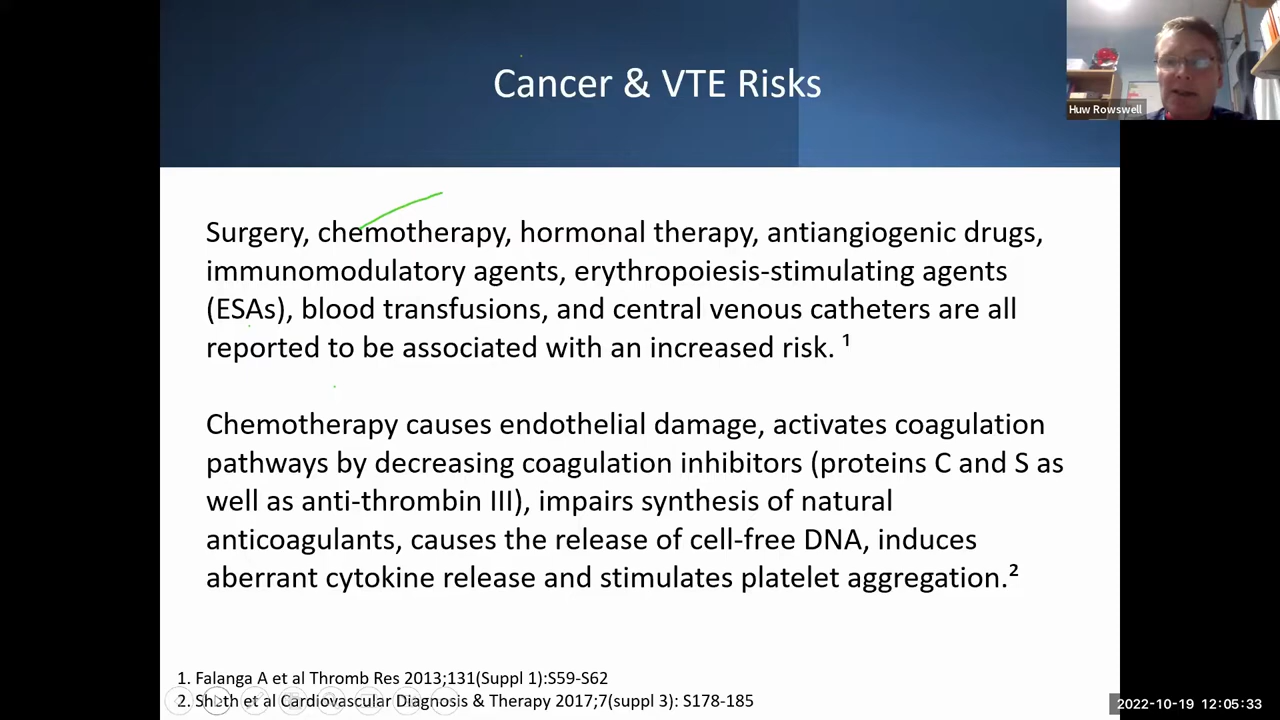 Cancer & VTE Risks
Huw Rowswell
Surgery, chemotherapy, hormonal therapy, antiangiogenic drugs,
immunomodulatory agents, erythropoiesis-stimulating agents
(ESAs), blood transfusions, and central venous catheters are all
reported to be associated with an increased risk. ¹
Chemotherapy causes endothelial damage, activates coagulation
pathways by decreasing coagulation inhibitors (proteins C and S as
well as anti-thrombin III), impairs synthesis of natural
anticoagulants, causes the release of cell-free DNA, induces
aberrant cytokine release and stimulates platelet aggregation.²
1. Falanga A et al Thromb Res 2013;131(Suppl 1):S59-S62
2. Sheth et al Cardiovascular Diagnosis & Therapy 2017;7(suppl 3): S178-185
2022-10-19 12:05:33